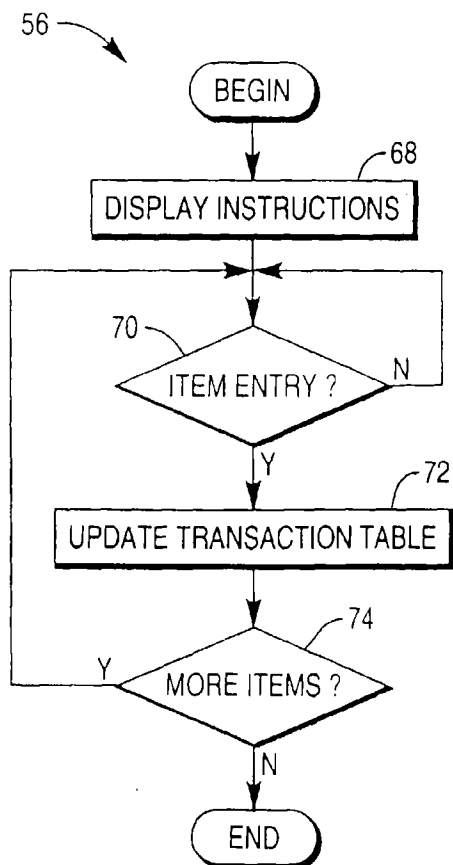 56
BEGIN
68
DISPLAY INSTRUCTIONS
70
ITEM ENTRY ?
N
Y
72
UPDATE TRANSACTION TABLE
74
Y
MORE ITEMS ?
N
END